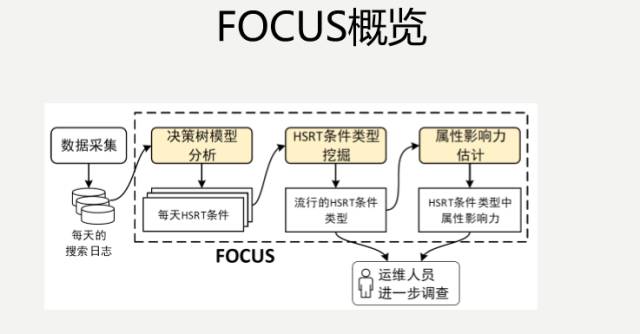 FOCUS概览
数据采集
每天的
搜索日志
决策树模型
分析
每天HSRT条件
HSRT条件类型
挖掘
流行的HSRT条件
类型
属性影响力
估计
HSRT条件类型中
属性影响力
FOCUS
运维人员
进一步调查